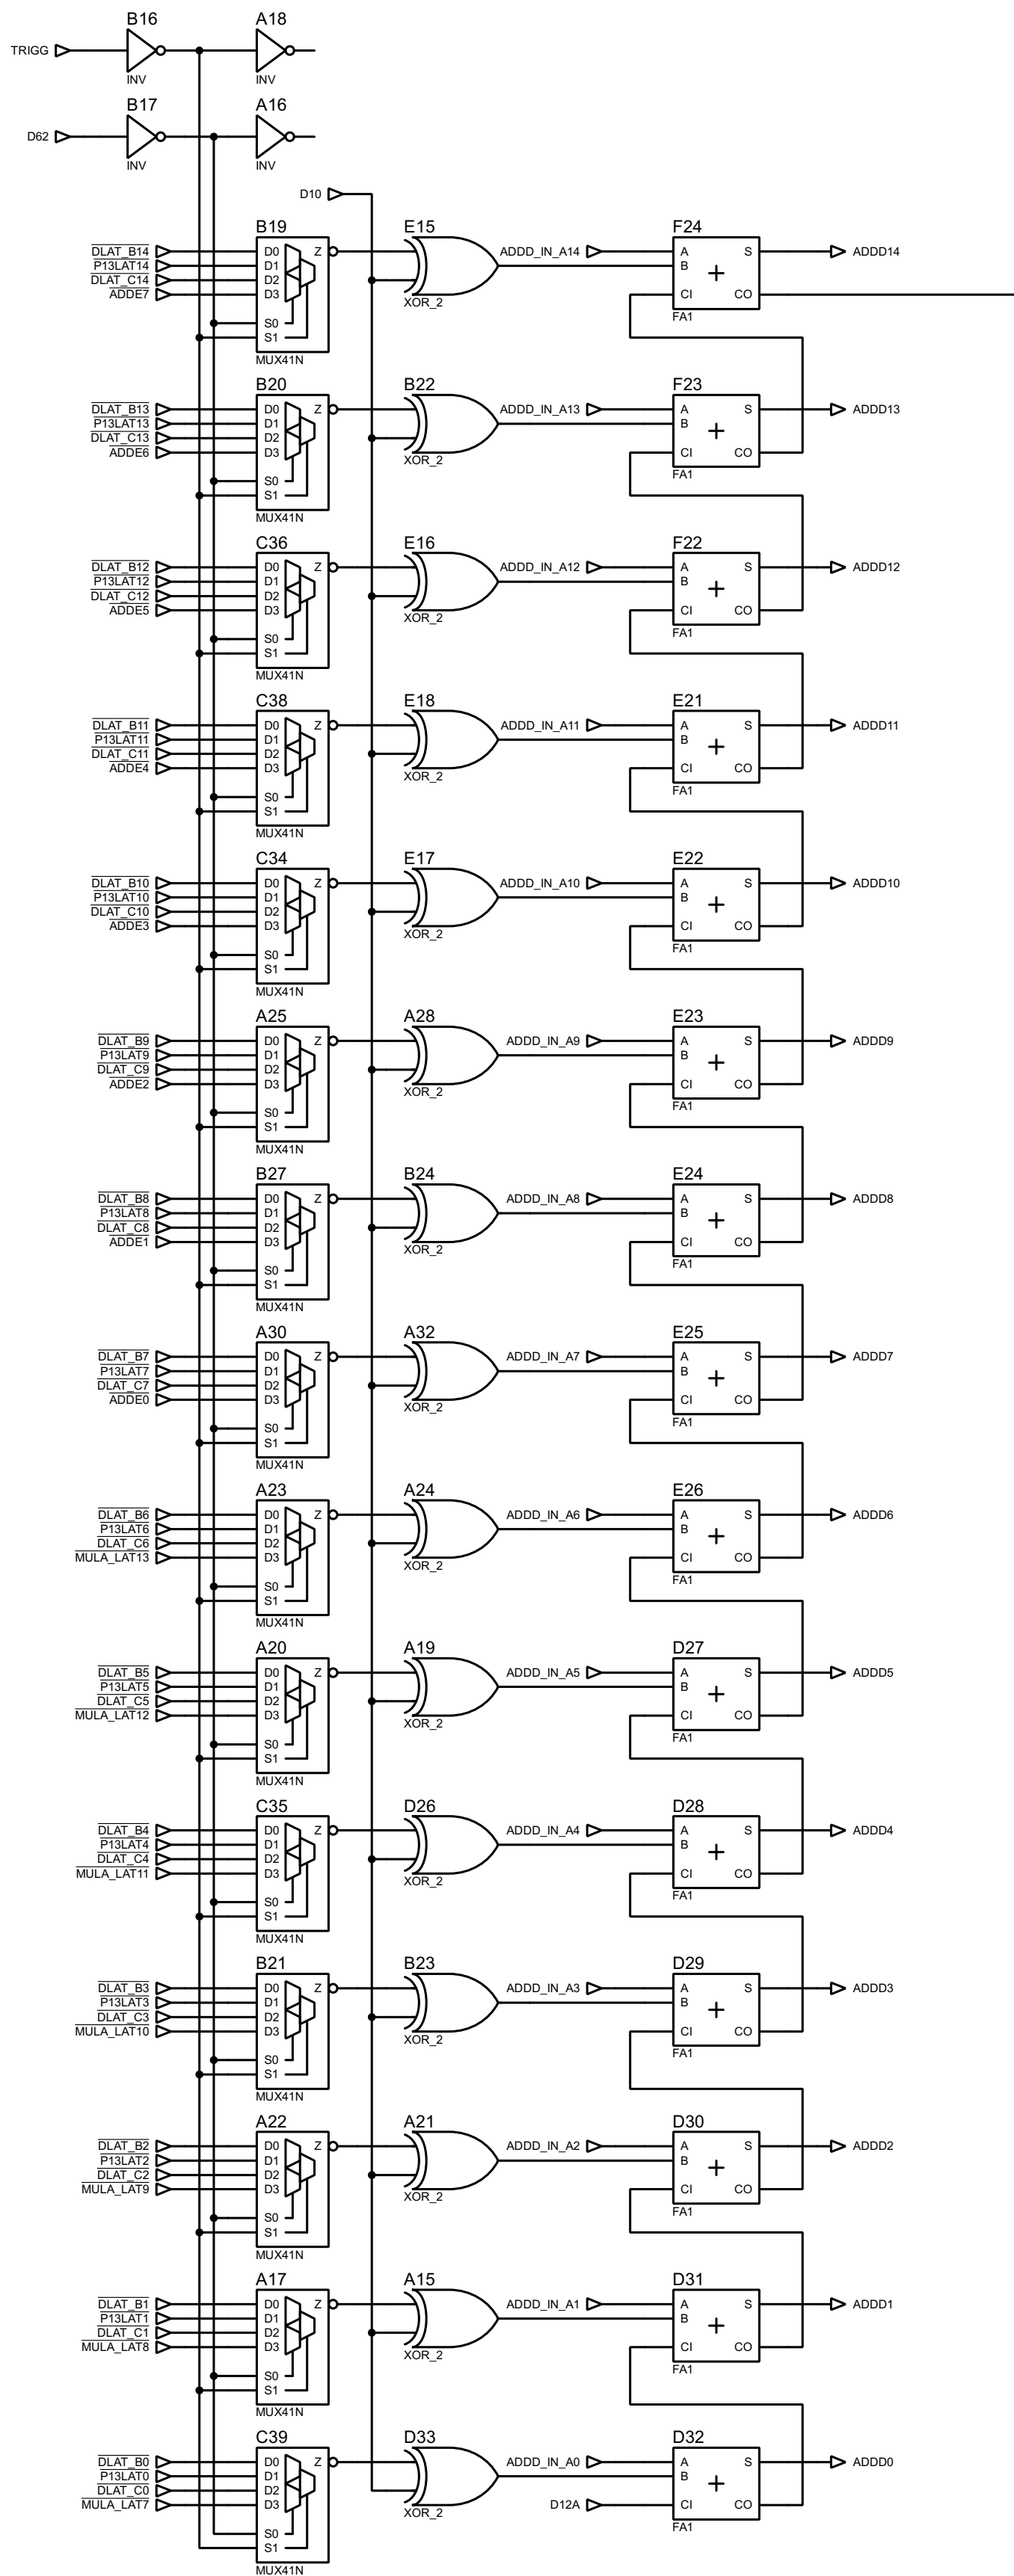 B16 A18
TRIGG
INV INV
B17 A16
D62
INV INV
D10
B19 E15 F24
DLAT_B14 D0 Z ADDD_IN_A14 A S ADDD14
P13LAT14 D1 B
DLAT_C14 D2 +
ADDE7 D3 CI CO
XOR_2
S0 FA1
S1
MUX41N
B20 B22 F23
DLAT_B13 D0 Z ADDD_IN_A13 A S ADDD13
P13LAT13 D1 B
DLAT_C13 D2 +
ADDE6 D3 CI CO
XOR_2
S0 FA1
S1
MUX41N
C36 E16 F22
DLAT_B12 D0 Z ADDD_IN_A12 A S ADDD12
P13LAT12 D1 B
DLAT_C12 D2 +
ADDE5 D3 CI CO
XOR_2
S0 FA1
S1
MUX41N
C38 E18 E21
DLAT_B11 D0 Z ADDD_IN_A11 A S ADDD11
P13LAT11 D1 B
DLAT_C11 D2 +
ADDE4 D3 CI CO
XOR_2
S0 FA1
S1
MUX41N
C34 E17 E22
DLAT_B10 D0 Z ADDD_IN_A10 A S ADDD10
P13LAT10 D1 B
DLAT_C10 D2 +
ADDE3 D3 CI CO
XOR_2
S0 FA1
S1
MUX41N
A25 A28 E23
DLAT_B9 D0 Z ADDD_IN_A9 A S ADDD9
P13LAT9 D1 B
DLAT_C9 D2 +
ADDE2 D3 CI CO
XOR_2
S0 FA1
S1
MUX41N
B27 B24 E24
DLAT_B8 D0 Z ADDD_IN_A8 A S ADDD8
P13LAT8 D1 B
DLAT_C8 D2 +
ADDE1 D3 CI CO
XOR_2
S0 FA1
S1
MUX41N
A30 A32 E25
DLAT_B7 D0 Z ADDD_IN_A7 A S ADDD7
P13LAT7 D1 B
DLAT_C7 D2 +
ADDE0 D3 CI CO
XOR_2
S0 FA1
S1
MUX41N
A23 A24 E26
DLAT_B6 D0 Z ADDD_IN_A6 A S ADDD6
P13LAT6 D1 B
DLAT_C6 D2 +
MULA_LAT13 D3 CI CO
XOR_2
S0 FA1
S1
MUX41N
A20 A19 D27
DLAT_B5 D0 Z ADDD_IN_A5 A S ADDD5
P13LAT5 D1 B
DLAT_C5 D2 +
MULA_LAT12 D3 CI CO
XOR_2
S0 FA1
S1
MUX41N
C35 D26 D28
DLAT_B4 D0 Z ADDD_IN_A4 A S ADDD4
P13LAT4 D1 B
DLAT_C4 D2 +
MULA_LAT11 D3 CI CO
XOR_2
S0 FA1
S1
MUX41N
B21 B23 D29
DLAT_B3 D0 Z ADDD_IN_A3 A S ADDD3
P13LAT3 D1 B
DLAT_C3 D2 +
MULA_LAT10 D3 CI CO
XOR_2
S0 FA1
S1
MUX41N
A22 A21 D30
DLAT_B2 D0 Z ADDD_IN_A2 A S ADDD2
P13LAT2 D1 B
DLAT_C2 D2 +
MULA_LAT9 D3 CI CO
XOR_2
S0 FA1
S1
MUX41N
A17 A15 D31
DLAT_B1 D0 Z ADDD_IN_A1 A S ADDD1
P13LAT1 D1 B
DLAT_C1 D2 +
MULA_LAT8 D3 CI CO
XOR_2
S0 FA1
S1
MUX41N
C39 D33 D32
DLAT_B0 D0 Z ADDD_IN_A0 A S ADDD0
P13LAT0 D1 B
DLAT_C0 D2 +
MULA_LAT7 D3 D12A CI CO
XOR_2
S0 FA1
S1
MUX41N